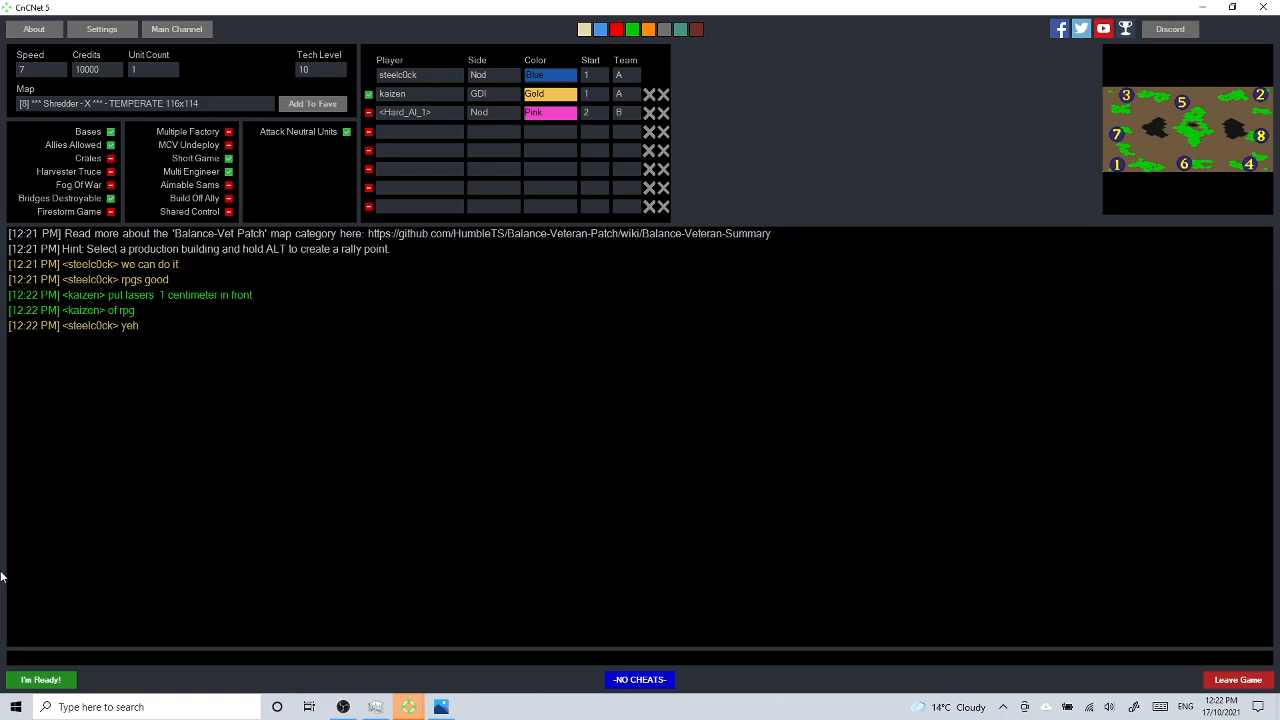 CnCNet 5
About
Settings
Main Channel
Discord
Speed
Credits
Unit Count
Tech Level
7
10000
1
10
Map
[8] *** Shredder - X *** - TEMPERATE 116x114
Add To Favs
Bases
Allies Allowed
Crates
Harvester Truce
Fog Of War
Bridges Destroyable
Firestorm Game
Multiple Factory
MCV Undeploy
Short Game
Multi Engineer
Aimable Sams
Build Off Ally
Shared Control
Attack Neutral Units
Player Side Color Start Team
steelc0ck Nod Blue 1 A
kaizen GDI Gold 1 A
<Hard_AI_1> Nod Pink 2 B
3 5 2
7 8
1 6 4
[12:21 PM] Read more about the 'Balance-Vet Patch' map category here: https://github.com/HumbleTS/Balance-Veteran-Patch/wiki/Balance-Veteran-Summary
[12:21 PM] Hint: Select a production building and hold ALT to create a rally point.
[12:21 PM] <steelc0ck> we can do it
[12:21 PM] <steelc0ck> rpgs good
[12:22 PM] <kaizen> put lasers 1 centimeter in front
[12:22 PM] <kaizen> of rpg
[12:22 PM] <steelc0ck> yeh
I'm Ready!
-NO CHEATS-
Leave Game
Type here to search
14°C Cloudy
ENG
12:22 PM
17/10/2021